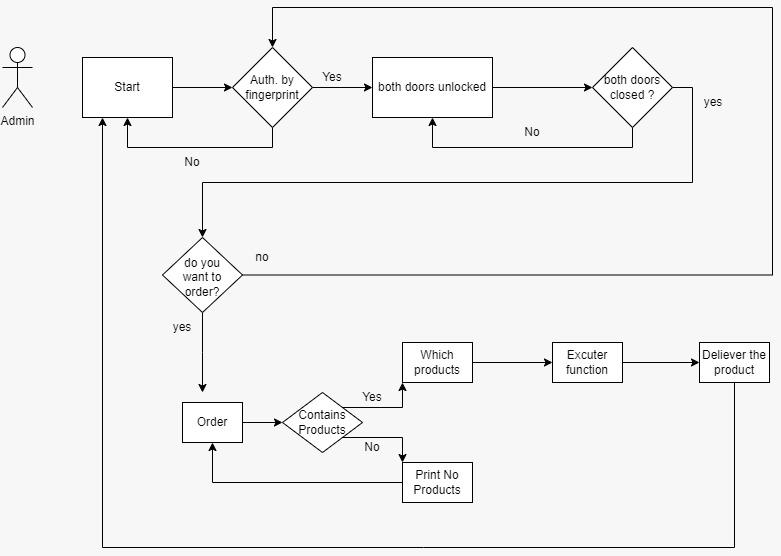 Start
Auth. by
fingerprint
Yes
both doors unlocked
both doors
closed ?
yes
Admin
No
No
do you
want to
order?
no
yes
Which
products
Excuter
function
Deliever the
product
Yes
Order
Contains
Products
No
Print No
Products